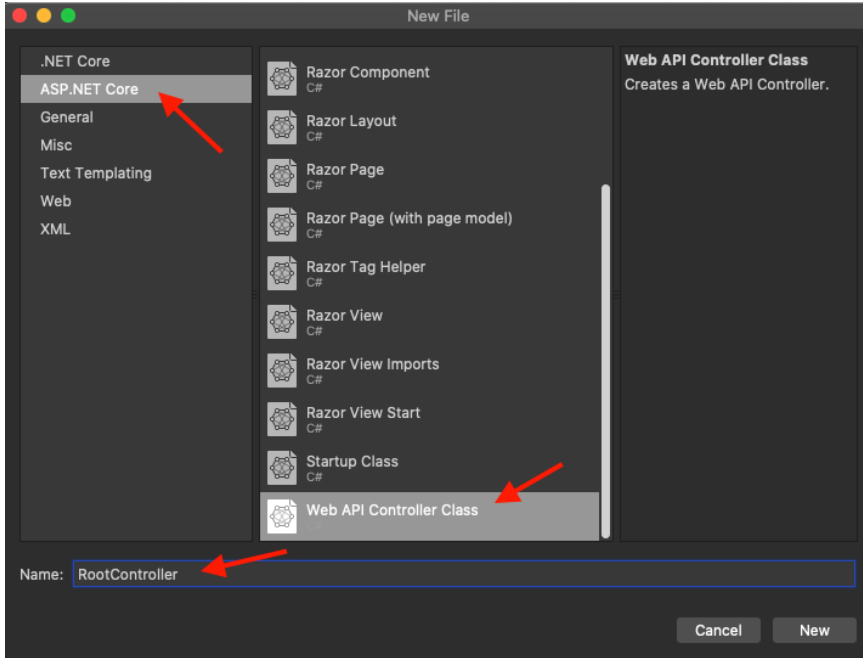 New File
.NET Core
ASP.NET Core
General
Misc
Text Templating
Web
XML
Razor Component
C#
Razor Layout
C#
Razor Page
C#
Razor Page (with page model)
C#
Razor Tag Helper
C#
Razor View
C#
Razor View Imports
C#
Razor View Start
C#
Startup Class
C#
Web API Controller Class
C#
Web API Controller Class
Creates a Web API Controller.
Name: RootController
Cancel
New